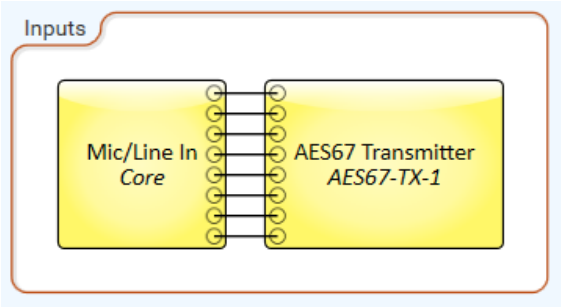 Inputs
Mic/Line In
Core
AES67 Transmitter
AES67-TX-1